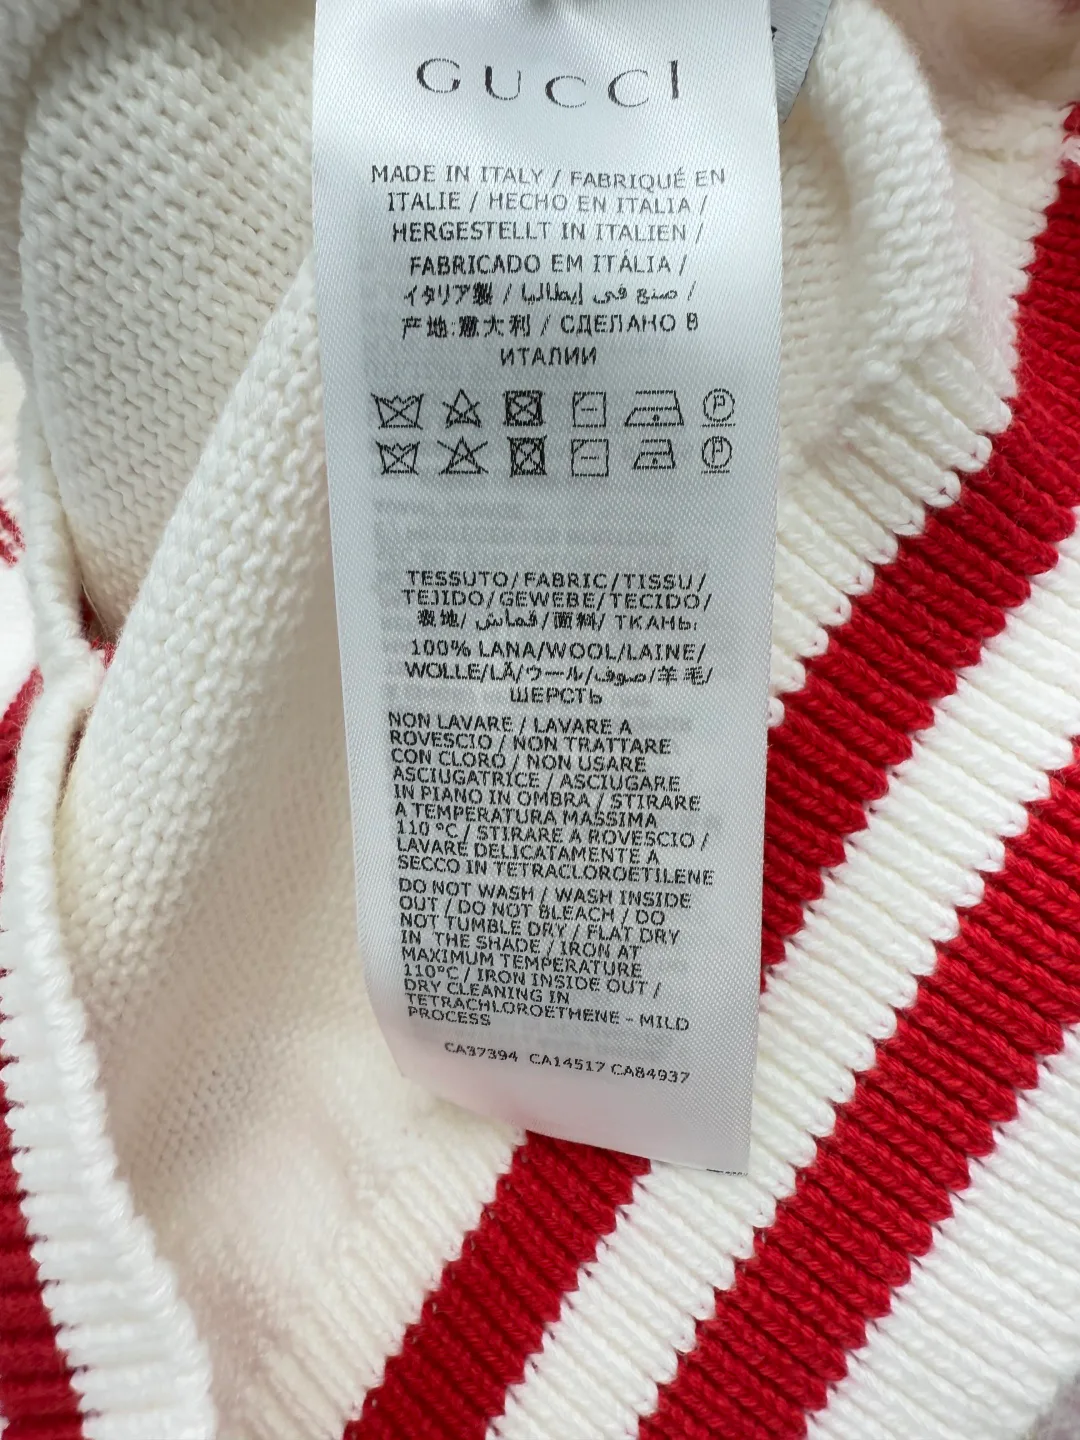 GUCCI
MADE IN ITALY / FABRIQUÉ EN
ITALIE / HECHO EN ITALIA /
HERGESTELLT IN ITALIEN /
FABRICADO EM ITÁLIA /
イタリア製 / صنع في إيطاليا /
产地:意大利 / СДЕЛАНО В
ИТАЛИИ
P
H
TESSUTO/FABRIC/TISSU/
TEJIDO/GEWEBE/TECIDO/
表地/ قماش/面料/ ТКАНЬ:
100% LANA/WOOL/LAINE/
WOLLE/LÃ/ウール/صوف/羊毛/
ШЕРСТЬ
NON LAVARE / LAVARE A
ROVESCIO / NON TRATTARE
CON CLORO / NON USARE
ASCIUGATRICE / ASCIUGARE
IN PIANO IN OMBRA / STIRARE
A TEMPERATURA MASSIMA
110 °C / STIRARE A ROVESCIO /
LAVARE DELICATAMENTE A
SECCO IN TETRACLOROETILENE
DO NOT WASH / WASH INSIDE
OUT / DO NOT BLEACH / DO
NOT TUMBLE DRY / FLAT DRY
IN THE SHADE / IRON AT
MAXIMUM TEMPERATURE
110°C / IRON INSIDE OUT /
DRY CLEANING IN
TETRACHLOROETHENE - MILD
PROCESS
CA37394 CA14517 CA84937